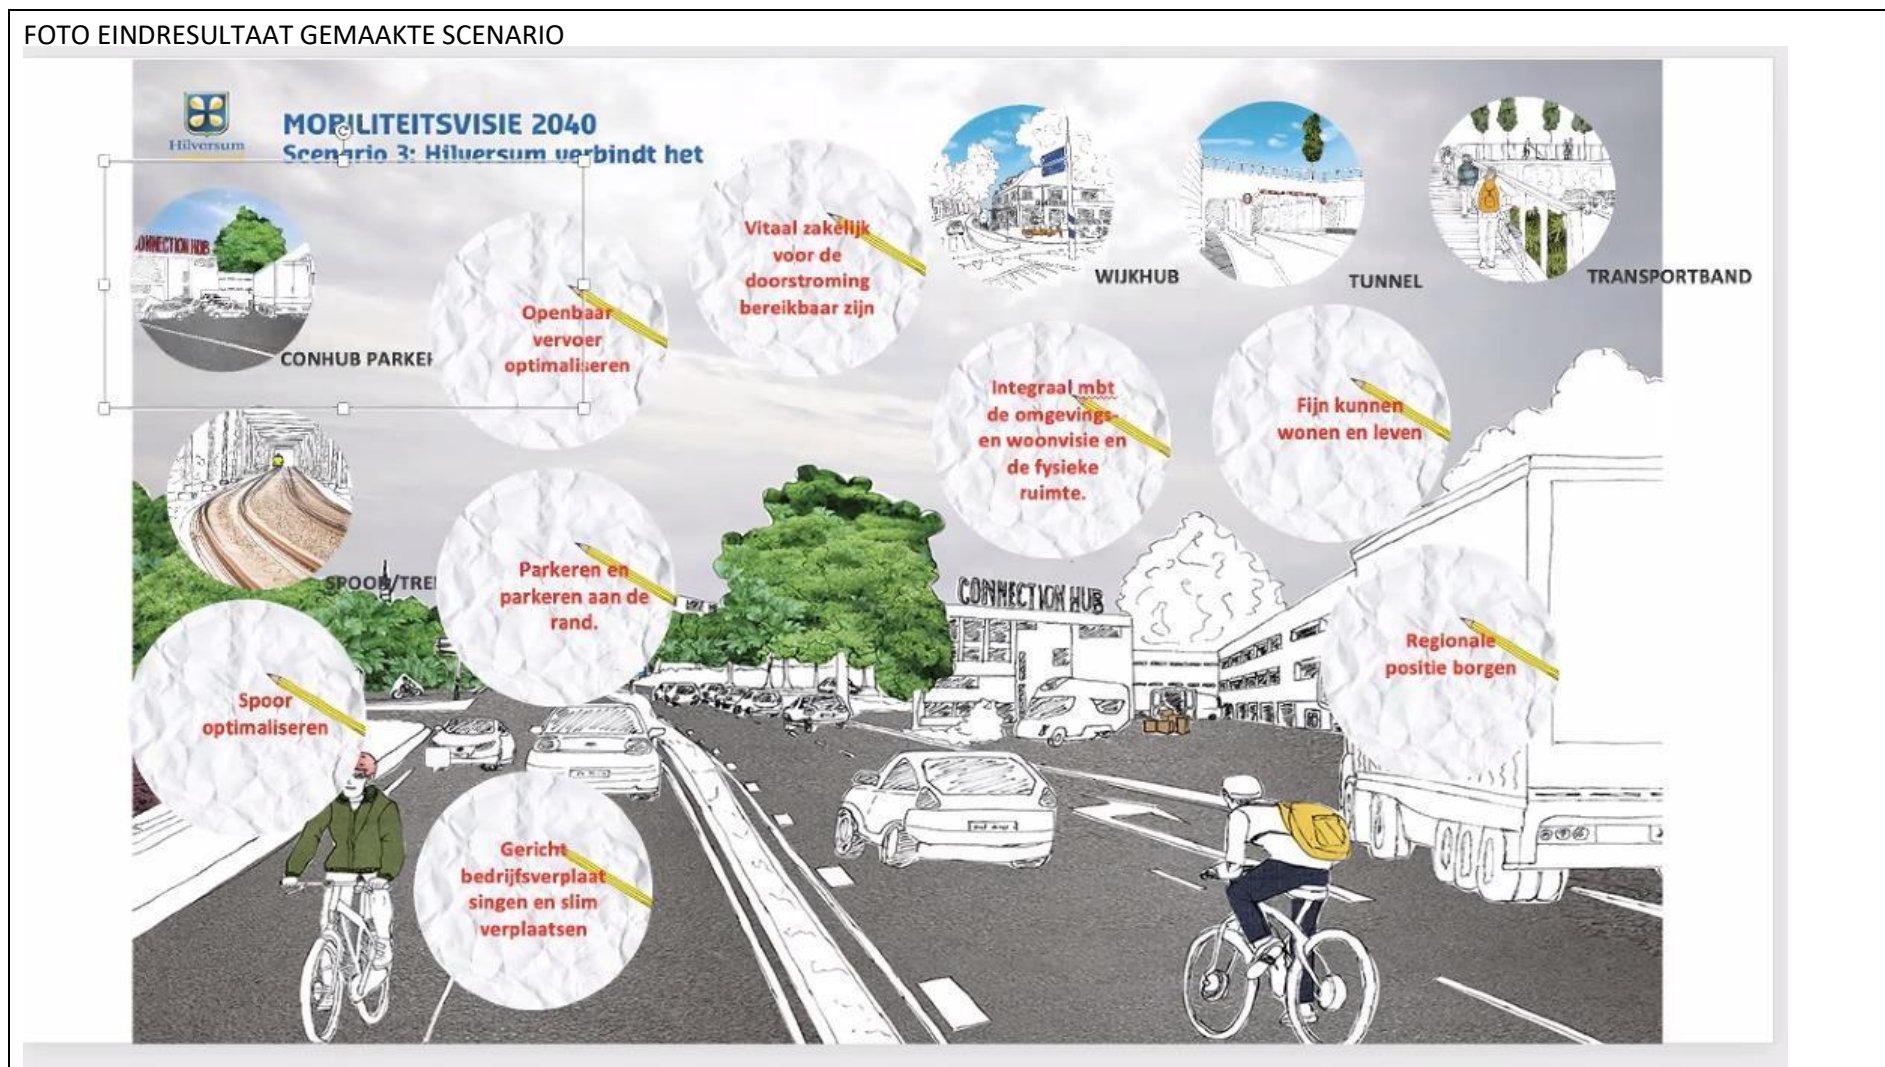 FOTO EINDRESULTAAT GEMAAKTE SCENARIO
Hilversum
MOBILITEITSVISIE 2040
Scenario 3: Hilversum verbindt het
CONNECTION HUB
CONHUB PARKER
Openbaar
vervoer
optimaliseren
Vitaal zakelijk
voor de
doorstroming
bereikbaar zijn
WIJKHUB
TUNNEL
TRANSPORTBAND
Integraal mbt
de omgevings-
en woonvisie en
de fysieke
ruimte.
Fijn kunnen
wonen en leven
SPOOR/TREI
Parkeren en
parkeren aan de
rand.
CONNECTION HUB
Regionale
positie borgen
Spoor
optimaliseren
Gericht
bedrijfsverplaat
singen en slim
verplaatsen